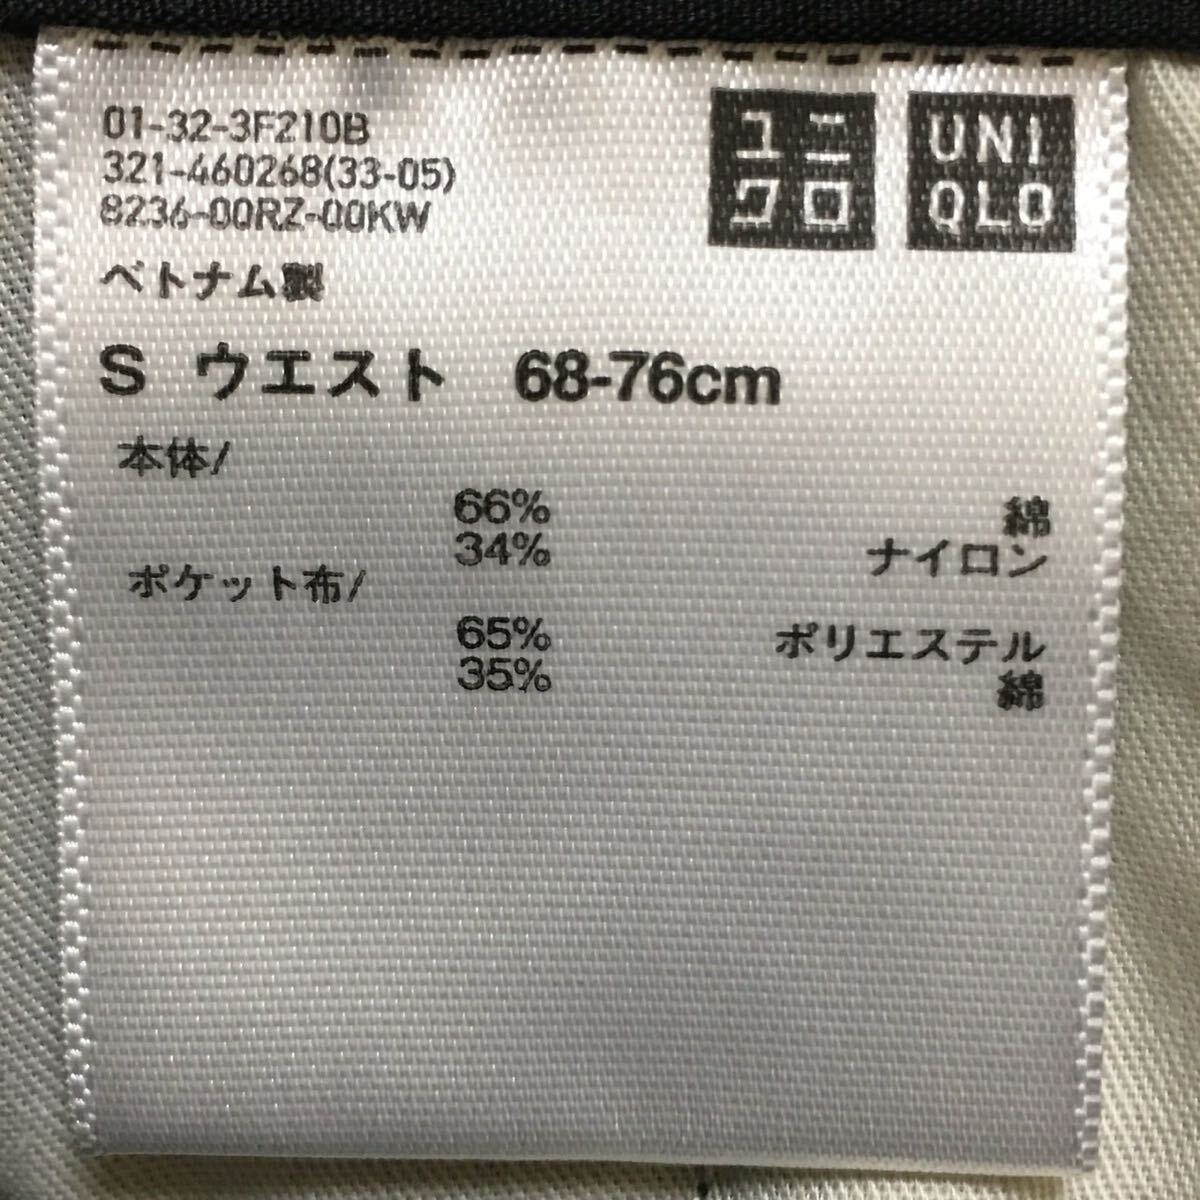 01-32-3F210B
321-460268(33-05)
8236-00RZ-00KW
ユニ
クロ
UNI
QLO
ベトナム製
S ウエスト 68-76cm
本体/
66% 綿
34% ナイロン
ポケット布/
65% ポリエステル
35% 綿